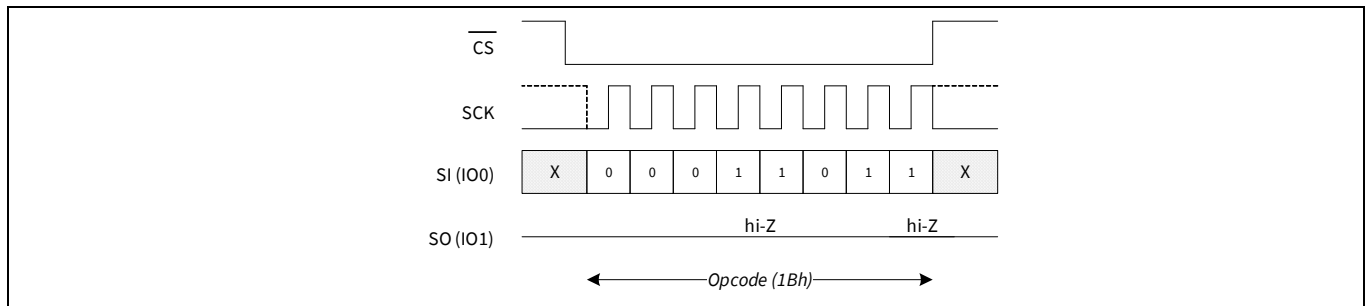 CS
SCK
SI (IO0) X 0 0 0 1 1 0 1 1 X
hi-Z hi-Z
SO (IO1)
Opcode (1Bh)